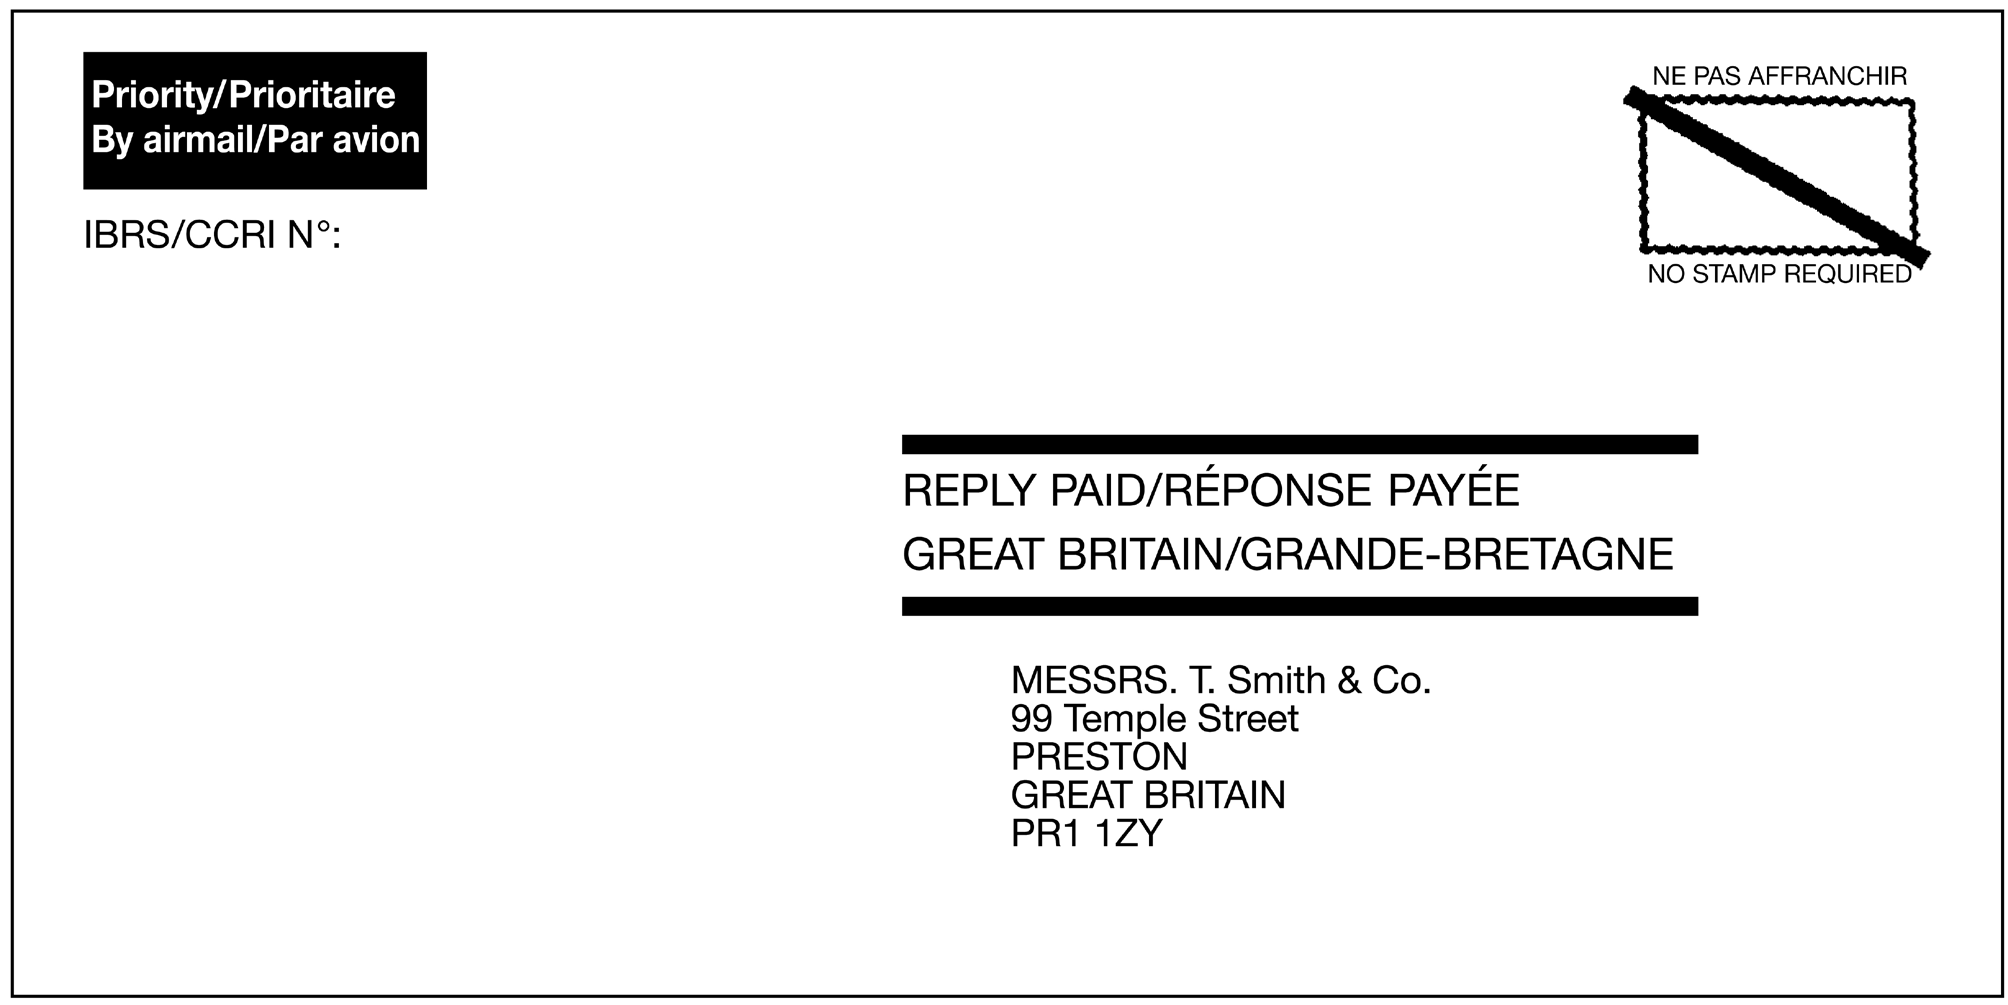 Priority/Prioritaire
By airmail/Par avion
IBRS/CCRI N°:
NE PAS AFFRANCHIR
NO STAMP REQUIRED
REPLY PAID/RÉPONSE PAYÉE
GREAT BRITAIN/GRANDE-BRETAGNE
MESSRS. T. Smith & Co.
99 Temple Street
PRESTON
GREAT BRITAIN
PR1 1ZY